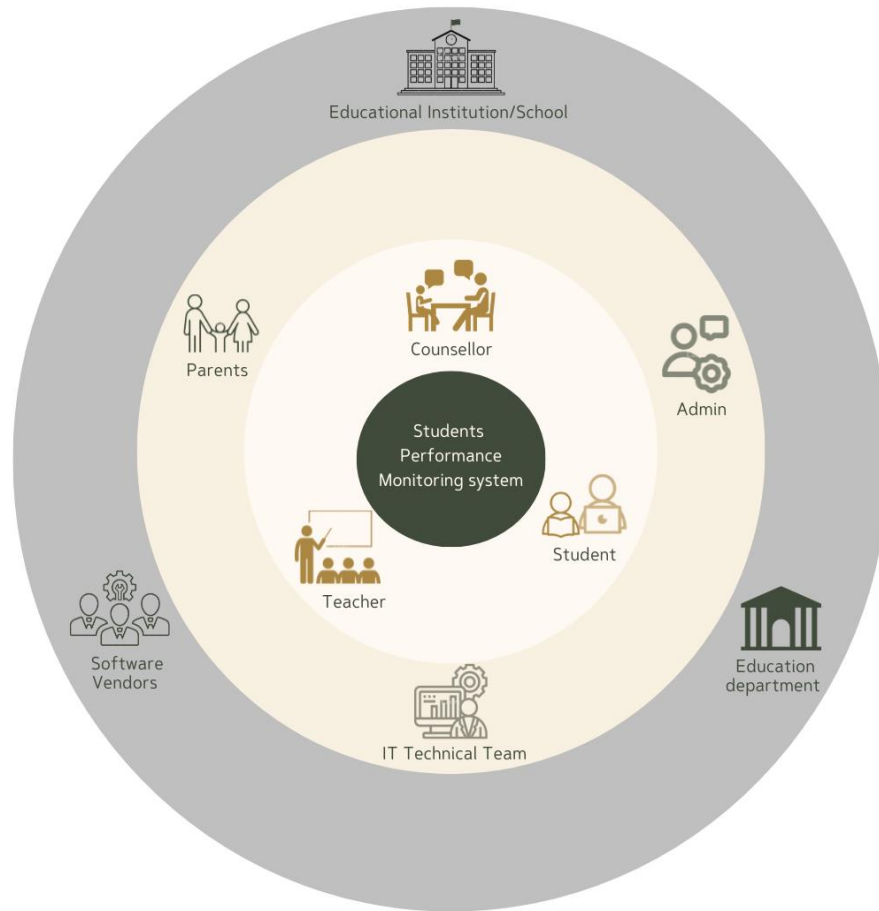 Educational Institution/School
Parents
Counsellor
Admin
Students
Performance
Monitoring system
Teacher
Student
Software
Vendors
Education
department
IT Technical Team